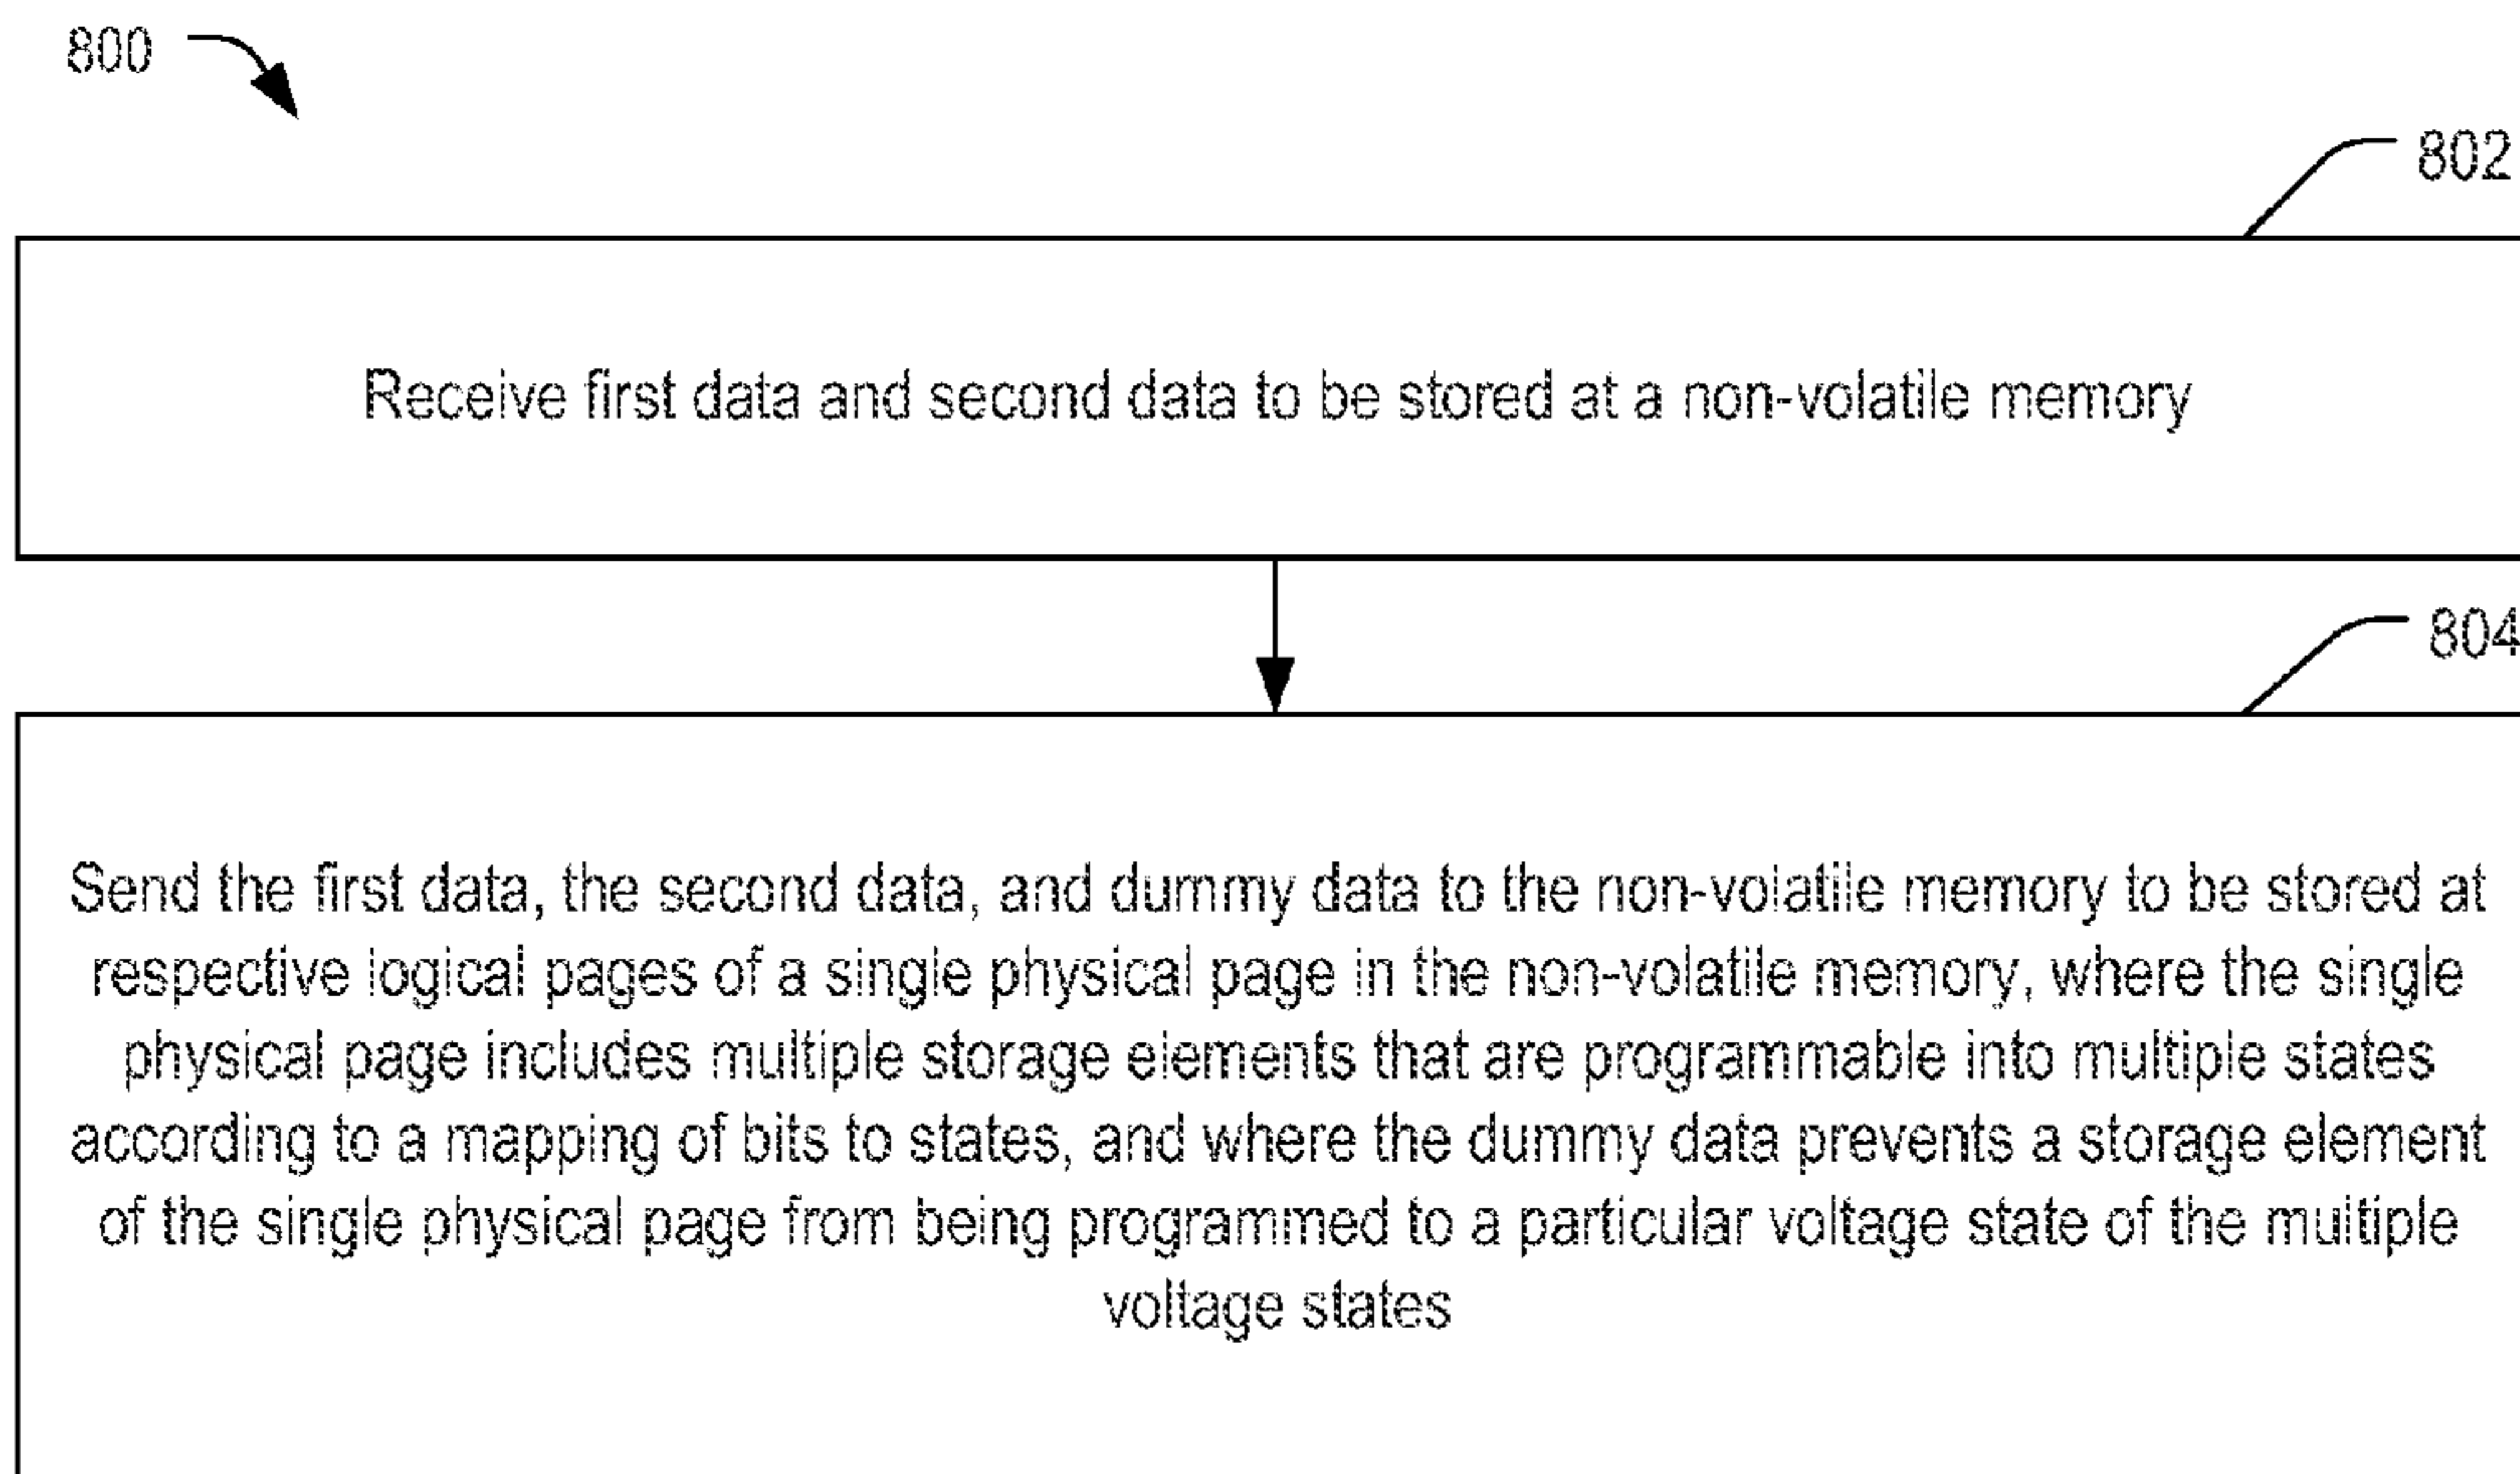 800
802
Receive first data and second data to be stored at a non-volatile memory
804
Send the first data, the second data, and dummy data to the non-volatile memory to be stored at
respective logical pages of a single physical page in the non-volatile memory, where the single
physical page includes multiple storage elements that are programmable into multiple states
according to a mapping of bits to states, and where the dummy data prevents a storage element
of the single physical page from being programmed to a particular voltage state of the multiple
voltage states